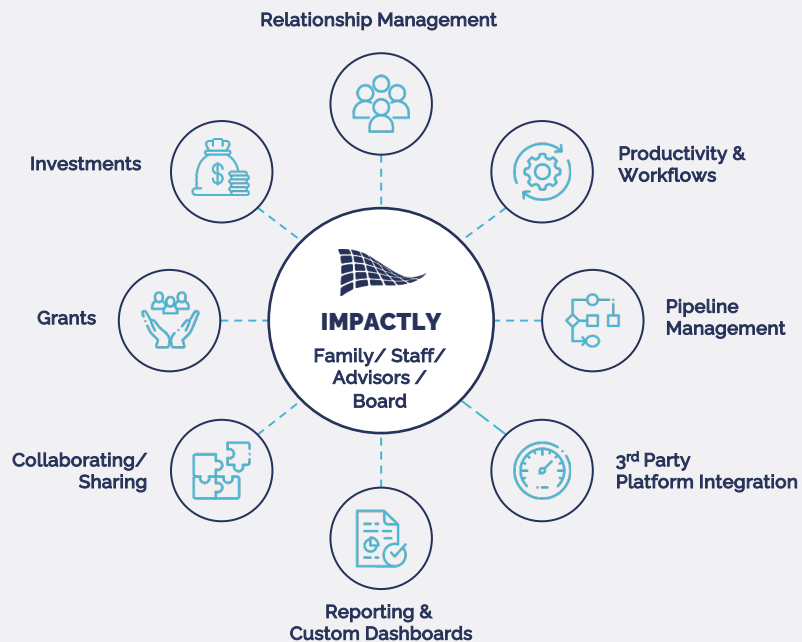 Relationship Management
Investments
$
Productivity &
Workflows
Grants
IMPACTLY
Family/ Staff/
Advisors /
Board
Pipeline
Management
Collaborating/
Sharing
3rd Party
Platform Integration
Reporting &
Custom Dashboards